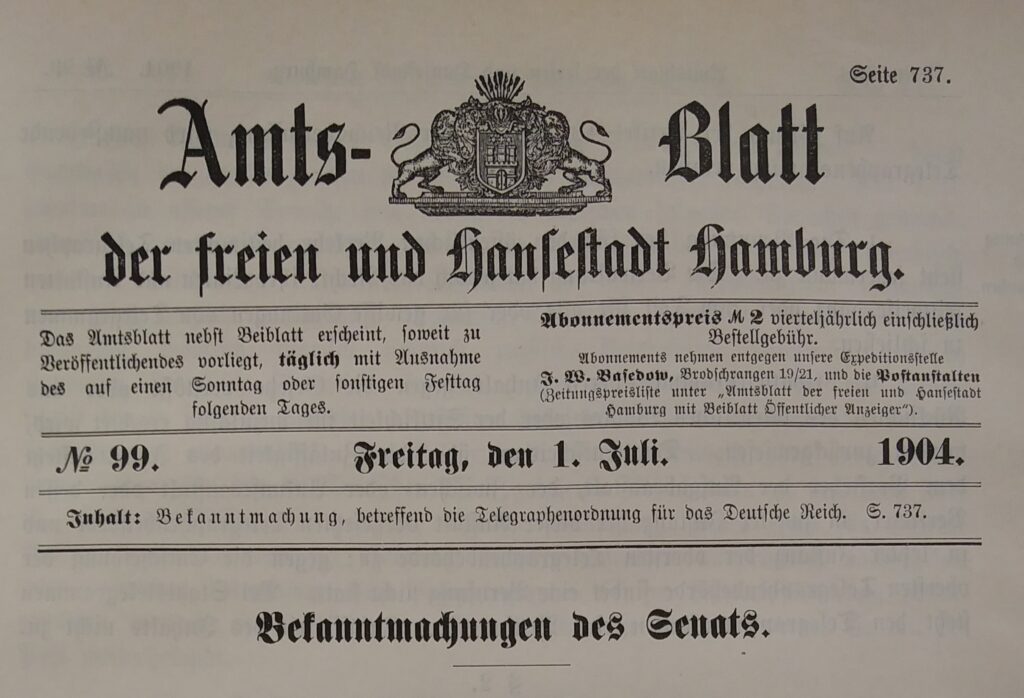 Seite 737.
Amts-Blatt
der freien und Hansestadt Hamburg.
Das Amtsblatt nebst Beiblatt erscheint, soweit zu
Veröffentlichendes vorliegt, täglich mit Ausnahme
des auf einen Sonntag oder sonstigen Festtag
folgenden Tages.
Abonnementspreis M 2 vierteljährlich einschließlich
Bestellgebühr.
Abonnements nehmen entgegen unsere Expeditionsstelle
J. W. Basedow, Brodschrangen 19/21, und die Postanstalten
(Zeitungspreisliste unter „Amtsblatt der freien und Hansestadt
Hamburg mit Beiblatt Öffentlicher Anzeiger“).
№ 99. Freitag, den 1. Juli. 1904.
Inhalt: Bekanntmachung, betreffend die Telegraphenordnung für das Deutsche Reich. S. 737.
Bekanntmachungen des Senats.